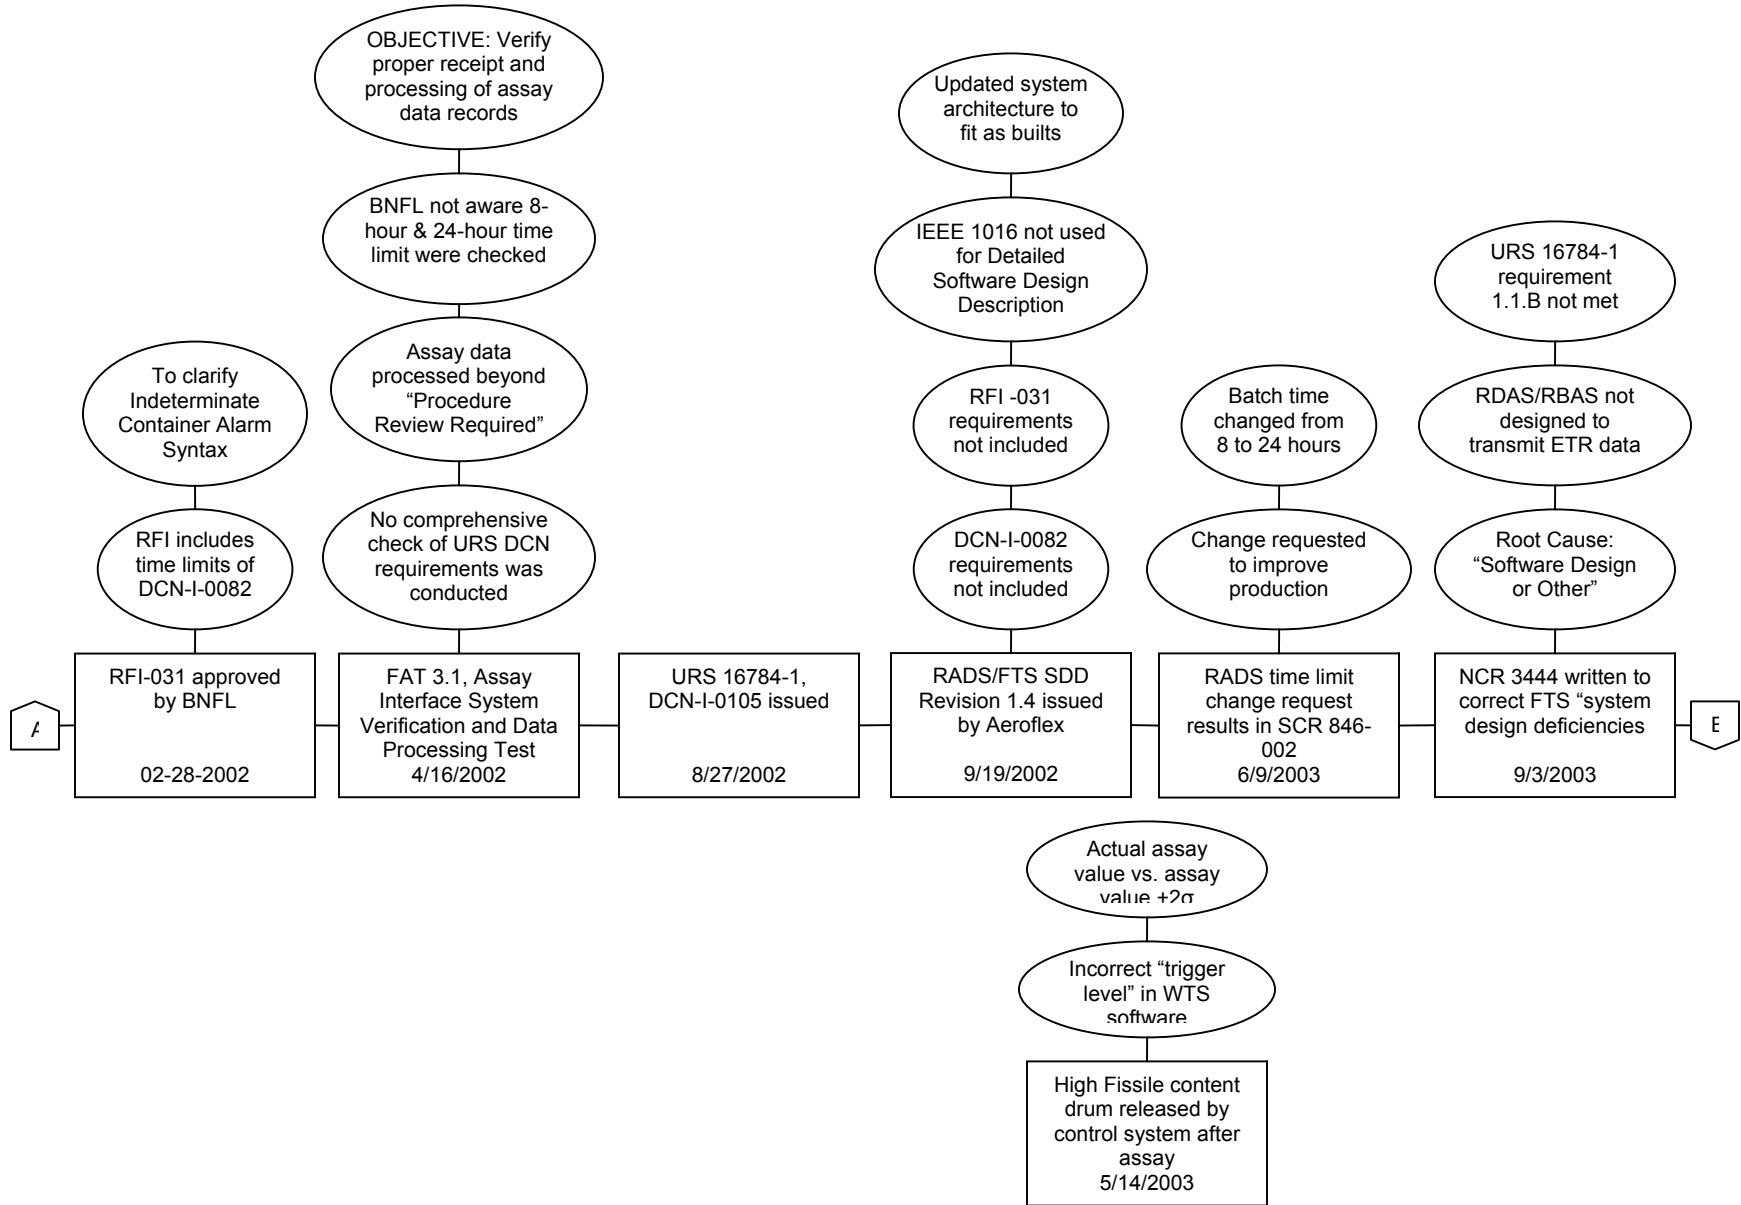 OBJECTIVE: Verify
proper receipt and
processing of assay
data records
BNFL not aware 8-
hour & 24-hour time
limit were checked
Assay data
processed beyond
“Procedure
Review Required”
No comprehensive
check of URS DCN
requirements was
conducted
To clarify
Indeterminate
Container Alarm
Syntax
RFI includes
time limits of
DCN-I-0082
Updated system
architecture to
fit as builts
IEEE 1016 not used
for Detailed
Software Design
Description
RFI -031
requirements
not included
DCN-I-0082
requirements
not included
Batch time
changed from
8 to 24 hours
Change requested
to improve
production
URS 16784-1
requirement
1.1.B not met
RDAS/RBAS not
designed to
transmit ETR data
Root Cause:
“Software Design
or Other”
RFI-031 approved
by BNFL
02-28-2002
FAT 3.1, Assay
Interface System
Verification and Data
Processing Test
4/16/2002
URS 16784-1,
DCN-I-0105 issued
8/27/2002
RADS/FTS SDD
Revision 1.4 issued
by Aeroflex
9/19/2002
RADS time limit
change request
results in SCR 846-
002
6/9/2003
NCR 3444 written to
correct FTS “system
design deficiencies
9/3/2003
Actual assay
value vs. assay
value +2σ
Incorrect “trigger
level” in WTS
software
High Fissile content
drum released by
control system after
assay
5/14/2003